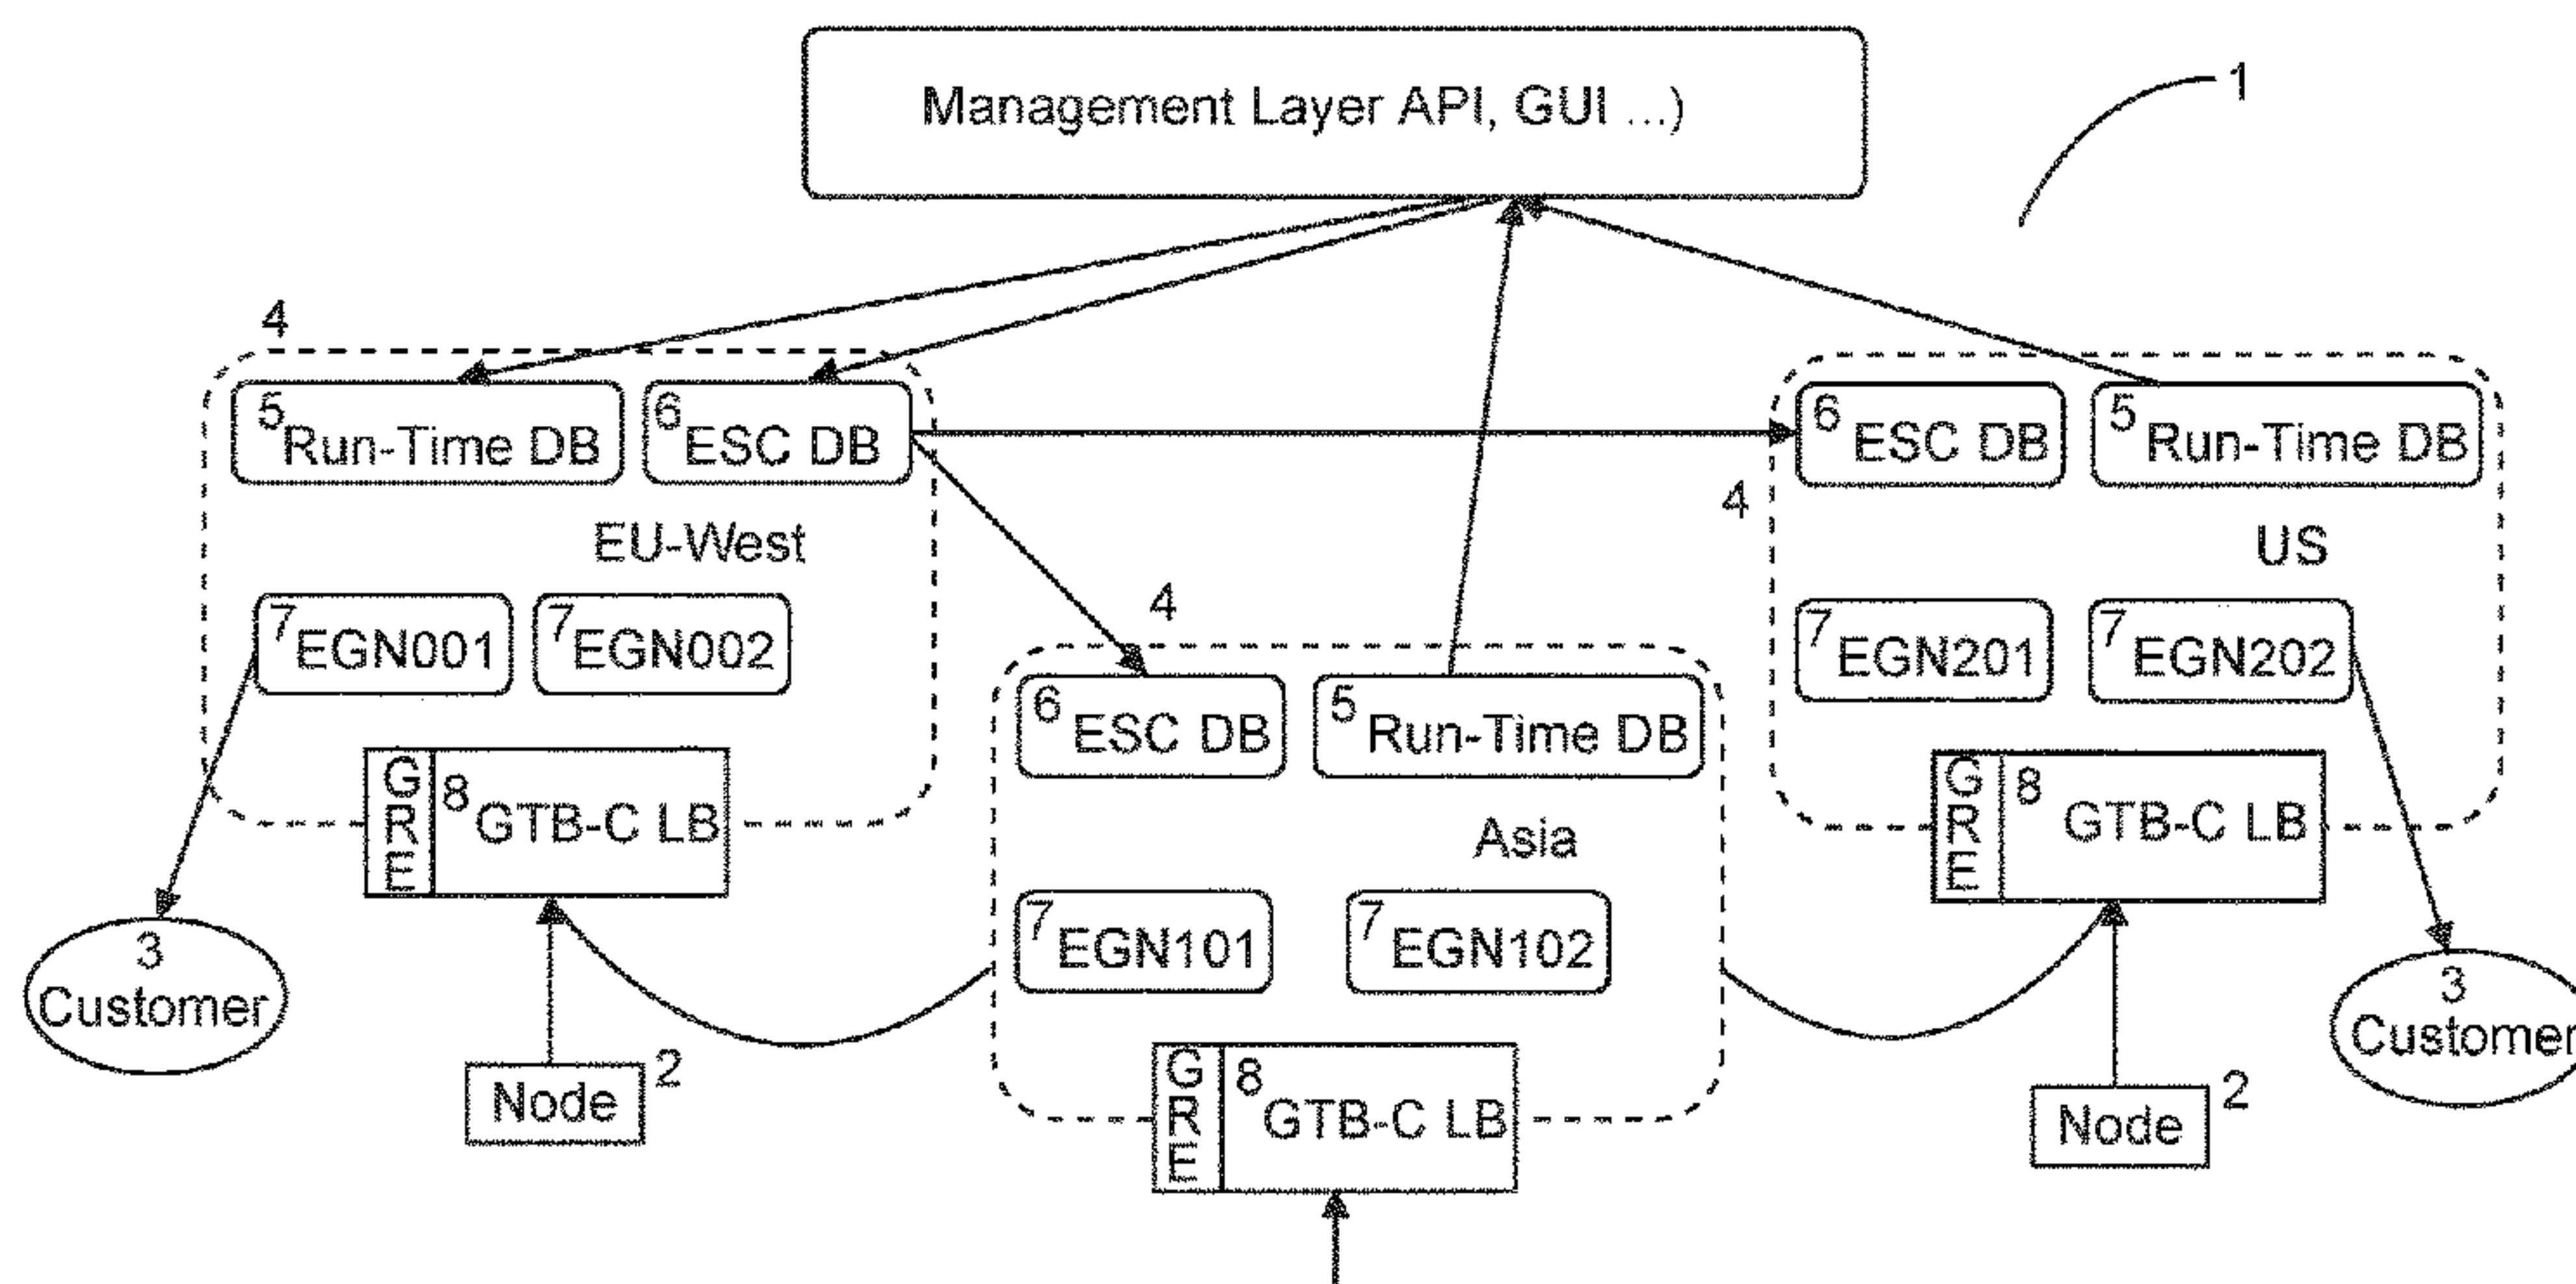 Management Layer API, GUI ...)
1
4
5 Run-Time DB
6 ESC DB
EU-West
7 EGN001
7 EGN002
GRE
8 GTB-C LB
3
Customer
Node 2
4
6 ESC DB
5 Run-Time DB
Asia
7 EGN101
7 EGN102
GRE
8 GTB-C LB
4
6 ESC DB
5 Run-Time DB
US
7 EGN201
7 EGN202
GRE
8 GTB-C LB
Node 2
3
Customer